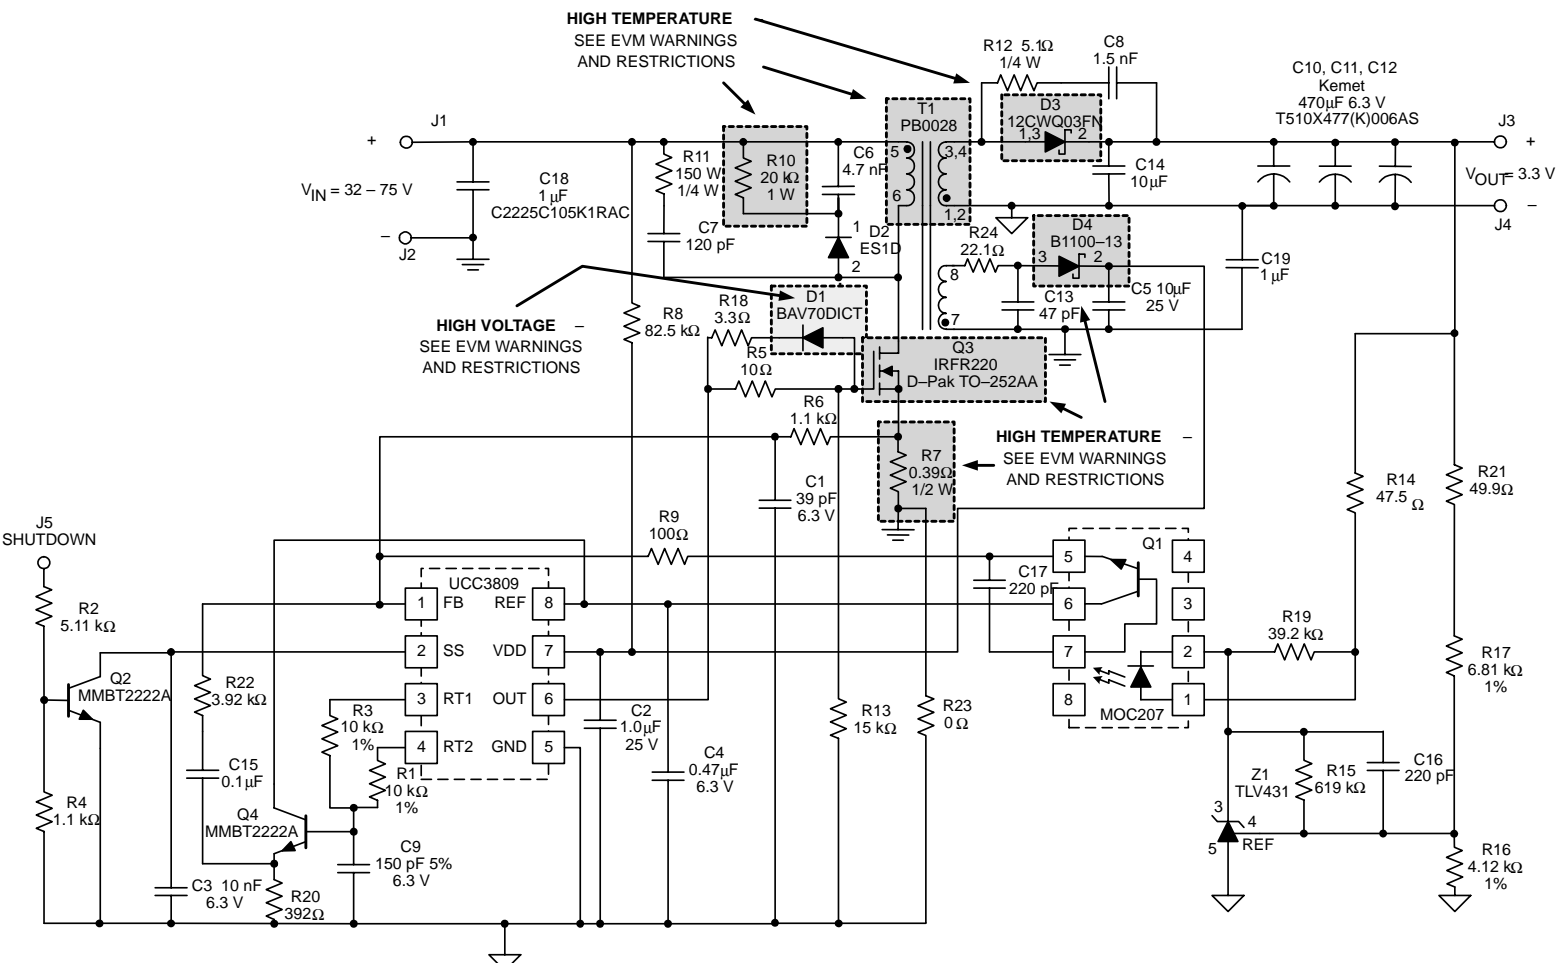 HIGH TEMPERATURE
SEE EVM WARNINGS
AND RESTRICTIONS
R12 5.1Ω
1/4 W
C8
1.5 nF
C10, C11, C12
Kemet
470μF 6.3 V
T510X477(K)006AS
J1
+
VIN = 32 – 75 V
–
J2
C18
1 μF
C2225C105K1RAC
R11
150 W
1/4 W
C7
120 pF
R10
20 kΩ
1 W
C6
4.7 nF
T1
PB0028
5
6
3,4
1,2
D3
12CWQ03FN
1,3
2
C14
10μF
J3
+
VOUT= 3.3 V
–
J4
1
D2
ES1D
2
R24
22.1Ω
8
7
D4
B1100–13
3
2
C13
47 pF
C5 10μF
25 V
C19
1 μF
HIGH VOLTAGE –
SEE EVM WARNINGS
AND RESTRICTIONS
R8
82.5 kΩ
R18
3.3Ω
D1
BAV70DICT
R5
10Ω
Q3
IRFR220
D–Pak TO–252AA
R6
1.1 kΩ
R7
0.39Ω
1/2 W
HIGH TEMPERATURE –
SEE EVM WARNINGS
AND RESTRICTIONS
C1
39 pF
6.3 V
R14
47.5 Ω
R21
49.9Ω
J5
SHUTDOWN
R9
100Ω
R2
5.11 kΩ
UCC3809
1
FB
REF
8
2
SS
VDD
7
3
RT1
OUT
6
4
RT2
GND
5
C17
220 pF
Q1
5
4
6
3
7
2
8
1
MOC207
R19
39.2 kΩ
R17
6.81 kΩ
1%
Q2
MMBT2222A
R22
3.92 kΩ
R3
10 kΩ
1%
R1
10 kΩ
1%
C2
1.0μF
25 V
C4
0.47μF
6.3 V
R13
15 kΩ
R23
0 Ω
C15
0.1μF
R4
1.1 kΩ
Q4
MMBT2222A
C9
150 pF 5%
6.3 V
C3 10 nF
6.3 V
R20
392Ω
Z1
TLV431
3
4
5
REF
R15
619 kΩ
C16
220 pF
R16
4.12 kΩ
1%